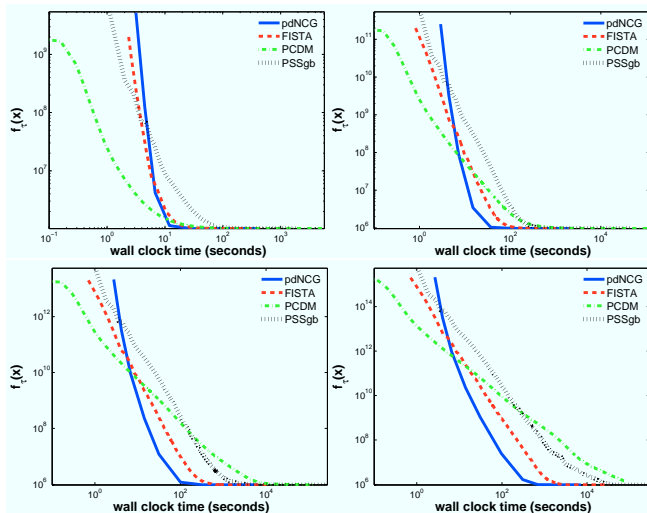 pdNCG
FISTA
PCDM
PSSgb
10^9
10^8
10^7
f_τ(x)
10^-1 10^0 10^1 10^2 10^3
wall clock time (seconds)
pdNCG
FISTA
PCDM
PSSgb
10^11
10^10
10^9
10^8
10^7
10^6
f_τ(x)
10^0 10^2 10^4
wall clock time (seconds)
pdNCG
FISTA
PCDM
PSSgb
10^12
10^10
10^8
10^6
f_τ(x)
10^0 10^2 10^4
wall clock time (seconds)
pdNCG
FISTA
PCDM
PSSgb
10^14
10^12
10^10
10^8
10^6
f_τ(x)
10^0 10^2 10^4
wall clock time (seconds)